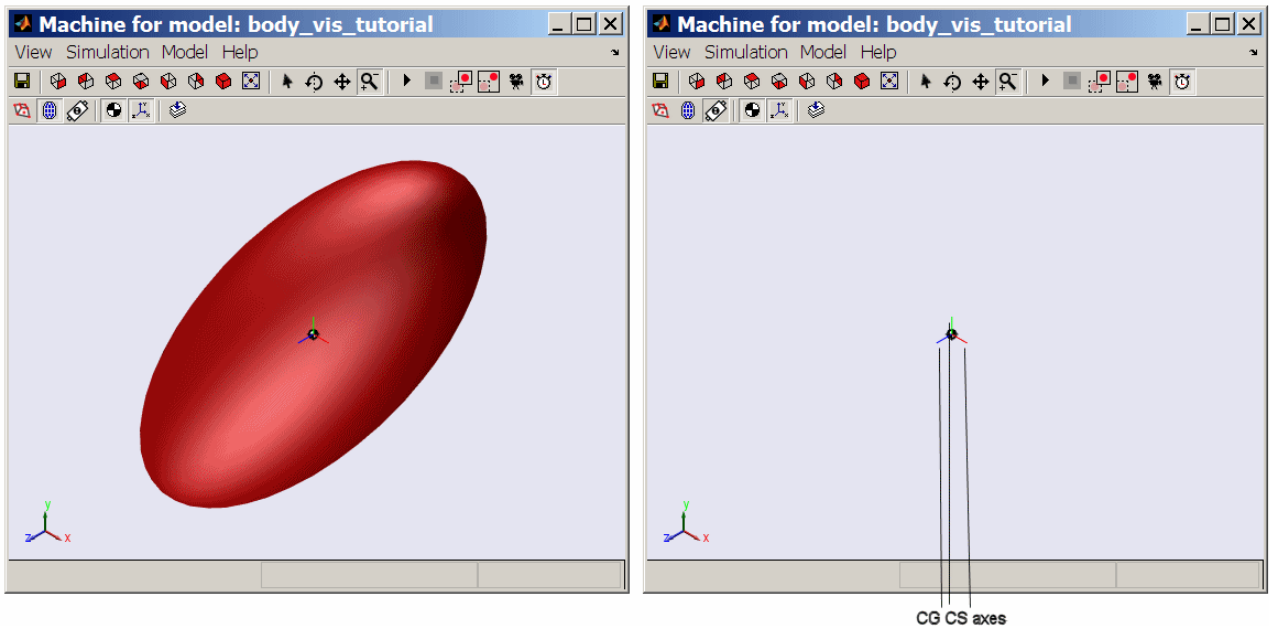 Machine for model: body_vis_tutorial
View Simulation Model Help
y
z
x
Machine for model: body_vis_tutorial
View Simulation Model Help
y
z
x
CG CS axes